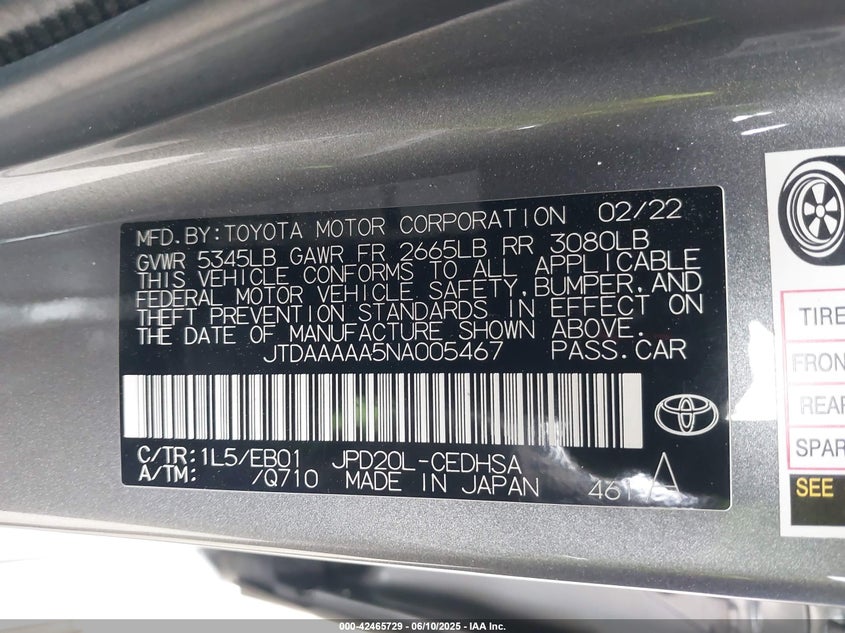 MFD.BY:TOYOTA MOTOR CORPORATION 02/22
GVWR 5345LB GAWR FR 2665LB RR 3080LB
THIS VEHICLE CONFORMS TO ALL APPLICABLE
FEDERAL MOTOR VEHICLE SAFETY,BUMPER,AND
THEFT PREVENTION STANDARDS IN EFFECT ON
THE DATE OF MANUFACTURE SHOWN ABOVE.
JTDAAAAA5NA005467 PASS.CAR
C/TR:1L5/EB01 JPD20L-CEDHSA
A/TM: /Q710 MADE IN JAPAN A
TIRE
FRON
REAR
SPAR
SEE
000-42465729 - 06/10/2025 - IAA Inc.